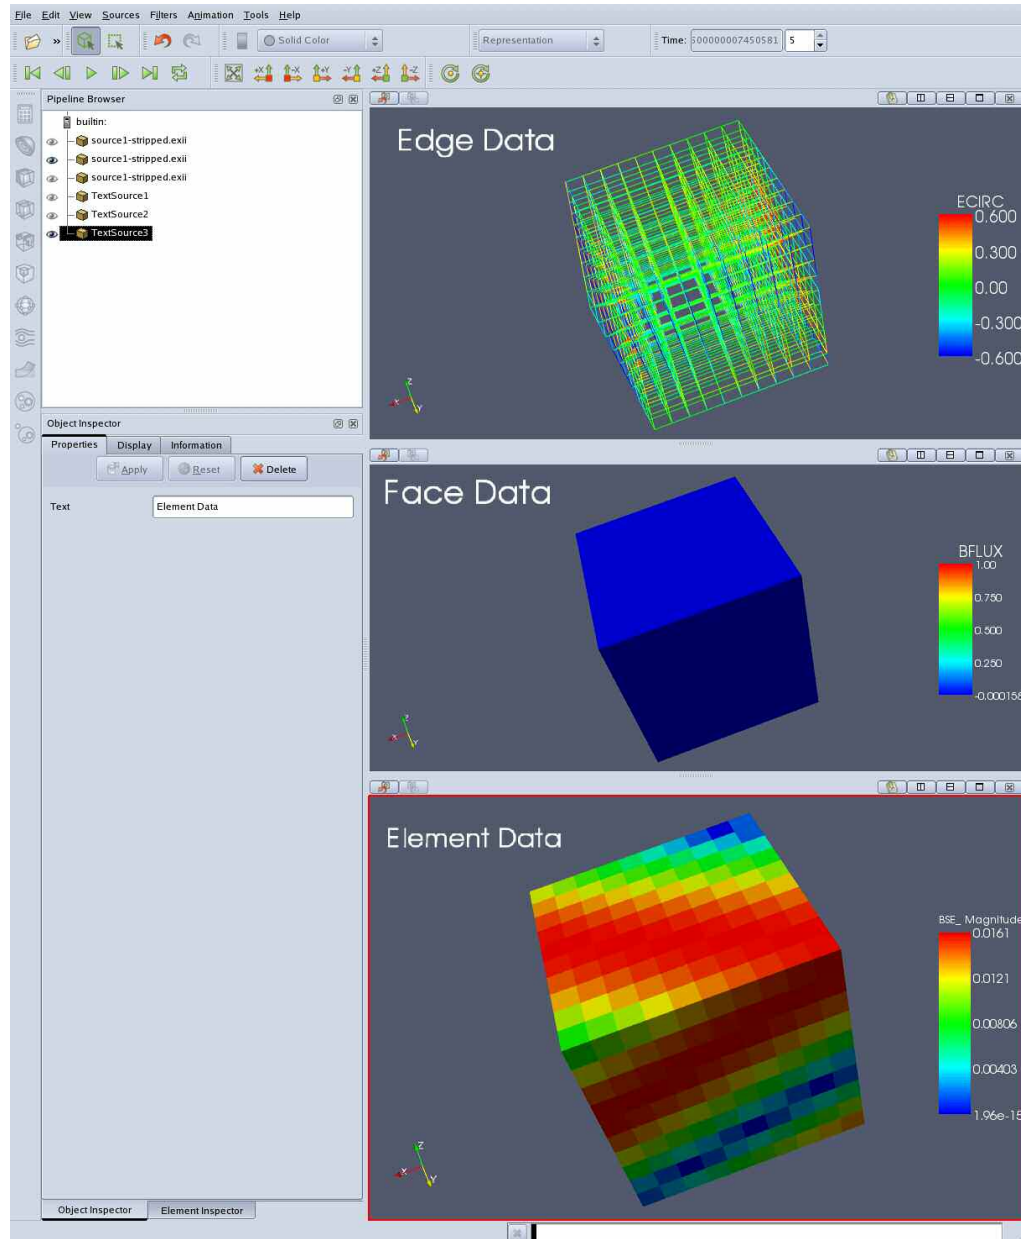 File Edit View Sources Filters Animation Tools Help
» Solid Color Representation Time: 500000007450581 5
+X -X +Y -Y +Z -Z
Pipeline Browser
builtin:
source1-stripped.exii
source1-stripped.exii
source1-stripped.exii
TextSource1
TextSource2
TextSource3
Object Inspector
Properties Display Information
Apply Reset Delete
Text Element Data
Object Inspector Element Inspector
Edge Data
ECIRC
0.600
0.300
0.00
-0.300
-0.600
Z
X
Y
Face Data
BFLUX
1.00
0.750
0.500
0.250
-0.000158
Z
X
Y
Element Data
BSE_ Magnitude
0.0161
0.0121
0.00806
0.00403
1.96e-15
Z
X
Y